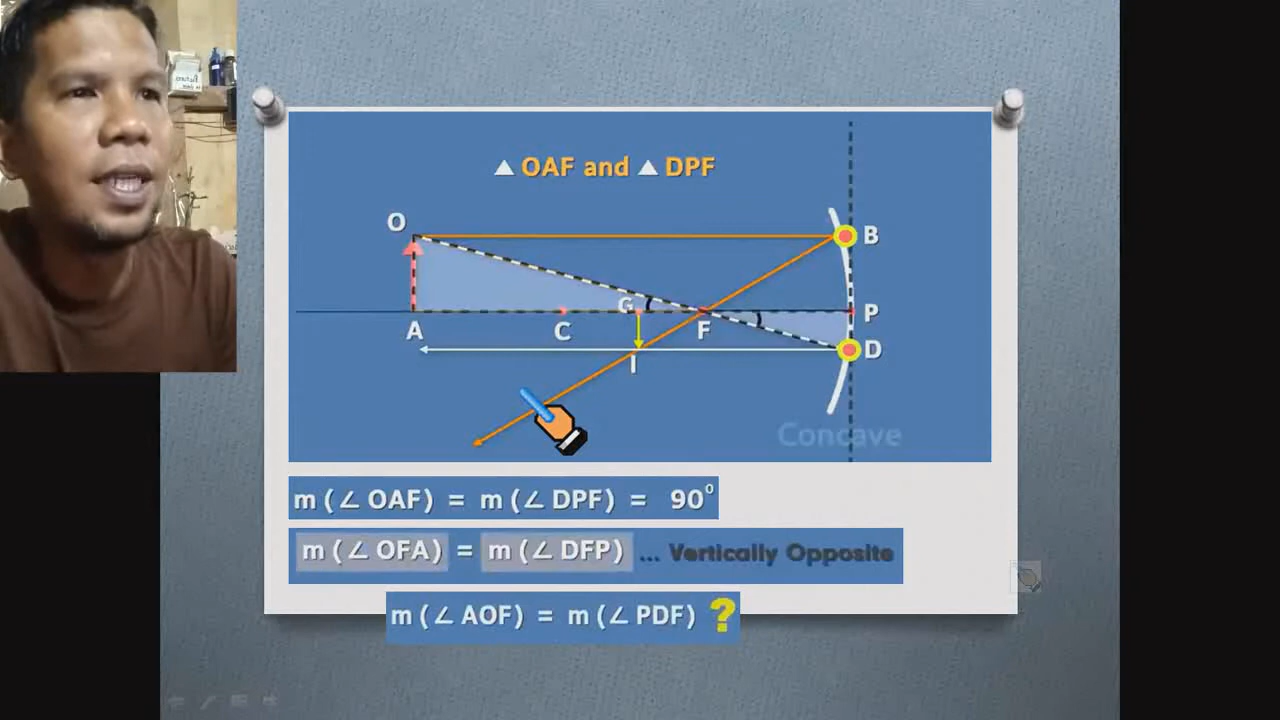 ▲ OAF and ▲ DPF
O
B
G
P
A
C
F
D
I
Concave
m (∠ OAF) = m (∠ DPF) = 90°
m (∠ OFA) = m (∠ DFP) ... Vertically Opposite
m (∠ AOF) = m (∠ PDF) ?